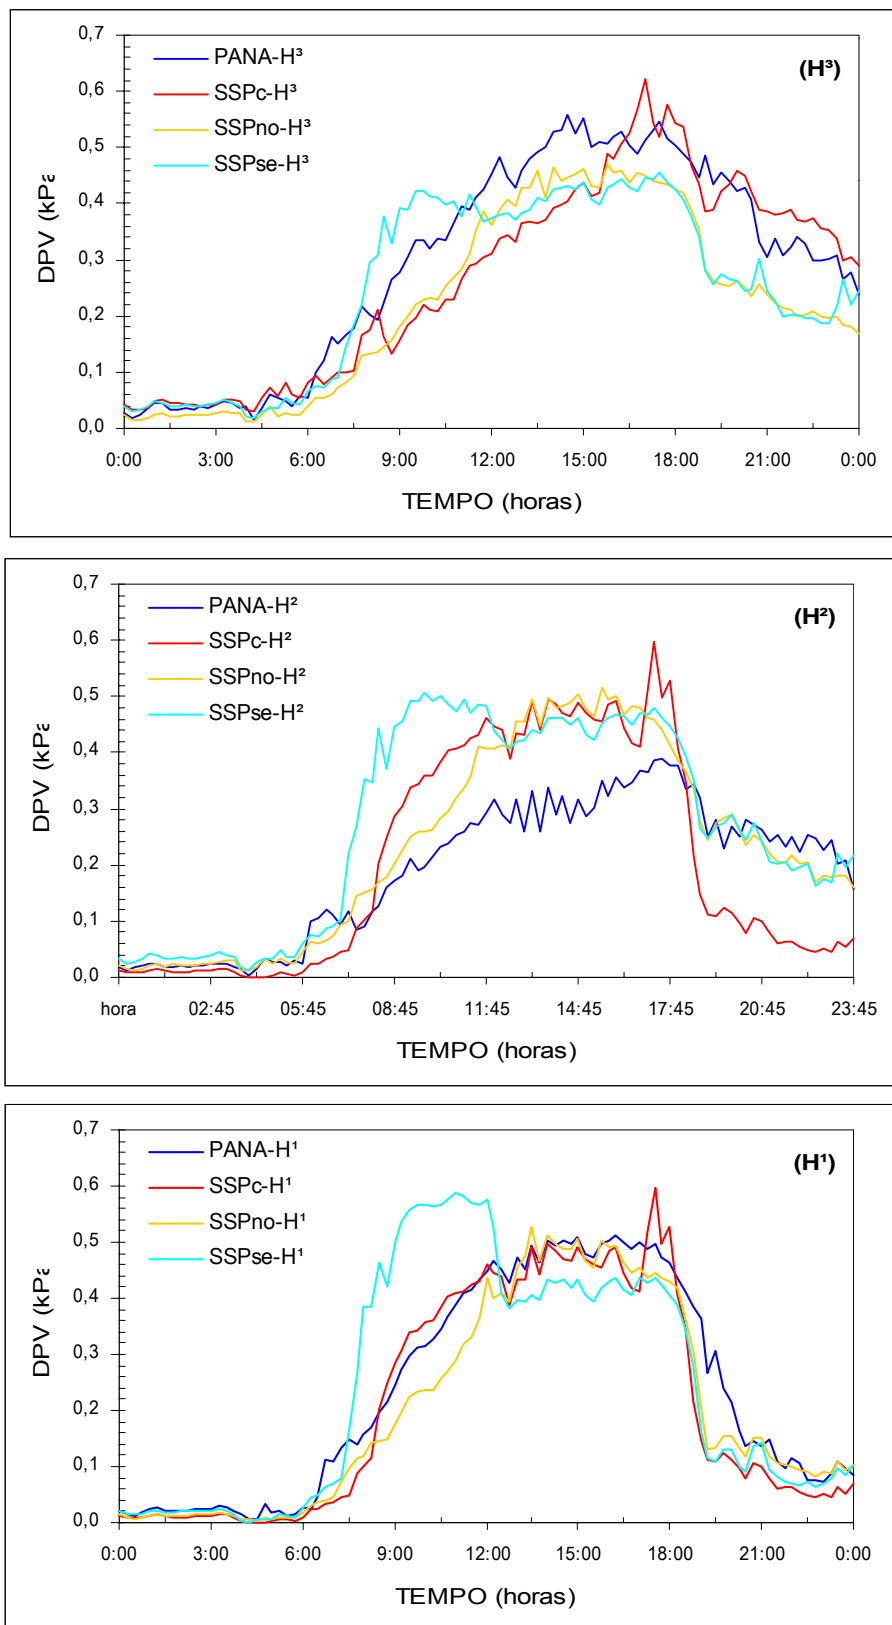 0,7
0,6
0,5
0,4
0,3
0,2
0,1
0,0
DPV (kPa
PANA-H³
SSPc-H³
SSPno-H³
SSPse-H³
(H³)
0:00 3:00 6:00 9:00 12:00 15:00 18:00 21:00 0:00
TEMPO (horas)
0,7
0,6
0,5
0,4
0,3
0,2
0,1
0,0
DPV (kPa
PANA-H²
SSPc-H²
SSPno-H²
SSPse-H²
(H²)
hora 02:45 05:45 08:45 11:45 14:45 17:45 20:45 23:45
TEMPO (horas)
0,7
0,6
0,5
0,4
0,3
0,2
0,1
0,0
DPV (kPa
PANA-H¹
SSPc-H¹
SSPno-H¹
SSPse-H¹
(H¹)
0:00 3:00 6:00 9:00 12:00 15:00 18:00 21:00 0:00
TEMPO (horas)